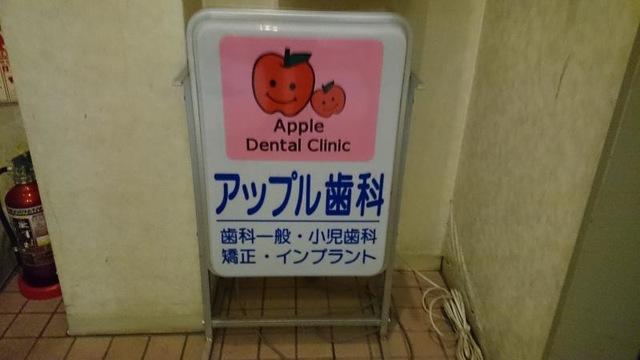 Apple
Dental Clinic
アップル歯科
歯科一般・小児歯科
矯正・インプラント